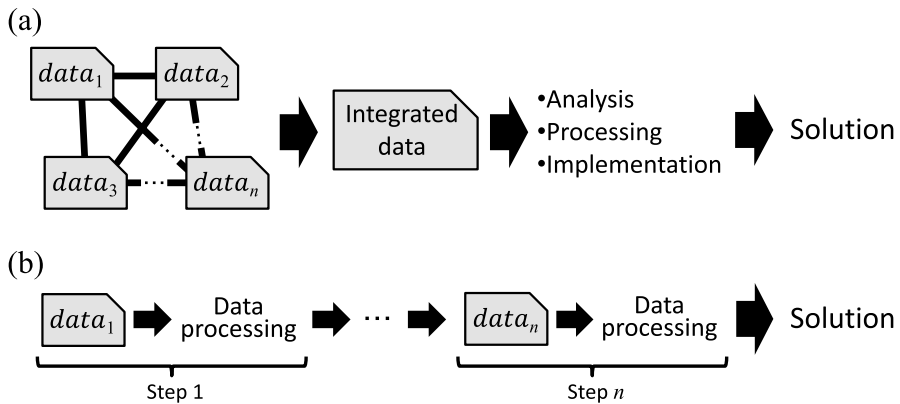 (a)
data₁
data₂
data₃
dataₙ
Integrated
data
•Analysis
•Processing
•Implementation
Solution
(b)
data₁
Data
processing
...
dataₙ
Data
processing
Solution
Step 1
Step n